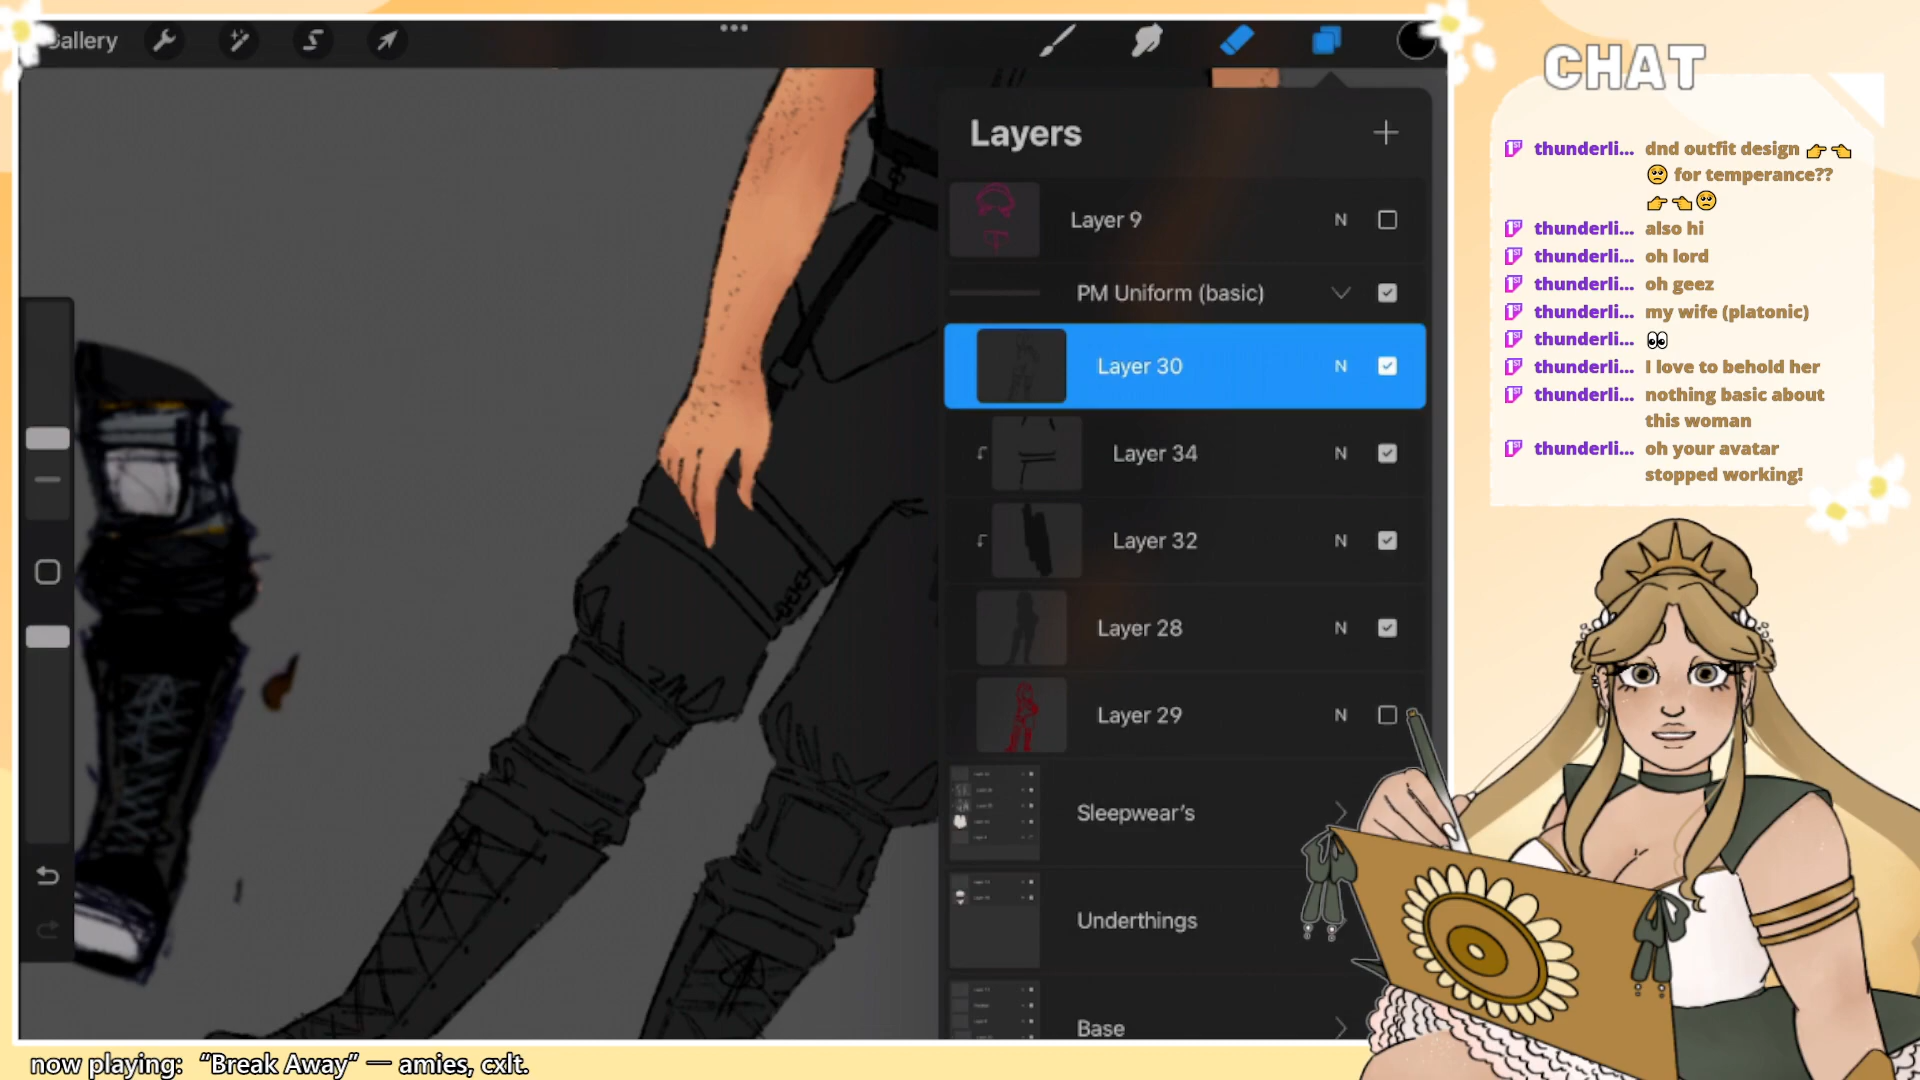 Gallery
Layers
Layer 9 N
PM Uniform (basic)
Layer 30 N
Layer 34 N
Layer 32 N
Layer 28 N
Layer 29 N
Sleepwear’s
Underthings
Base
CHAT
thunderli... dnd outfit design 👉👈
🥺 for temperance??
👉👈🥺
thunderli... also hi
thunderli... oh lord
thunderli... oh geez
thunderli... my wife (platonic)
thunderli... 👀
thunderli... I love to behold her
thunderli... nothing basic about
this woman
thunderli... oh your avatar
stopped working!
now playing: “Break Away” — amies, cxlt.